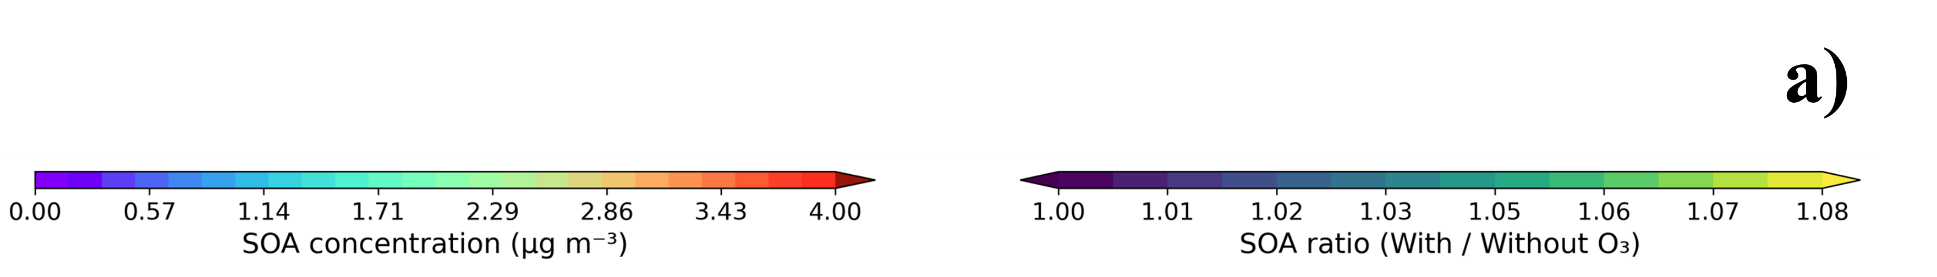 a)
0.00 0.57 1.14 1.71 2.29 2.86 3.43 4.00
SOA concentration (µg m⁻³)
1.00 1.01 1.02 1.03 1.05 1.06 1.07 1.08
SOA ratio (With / Without O₃)